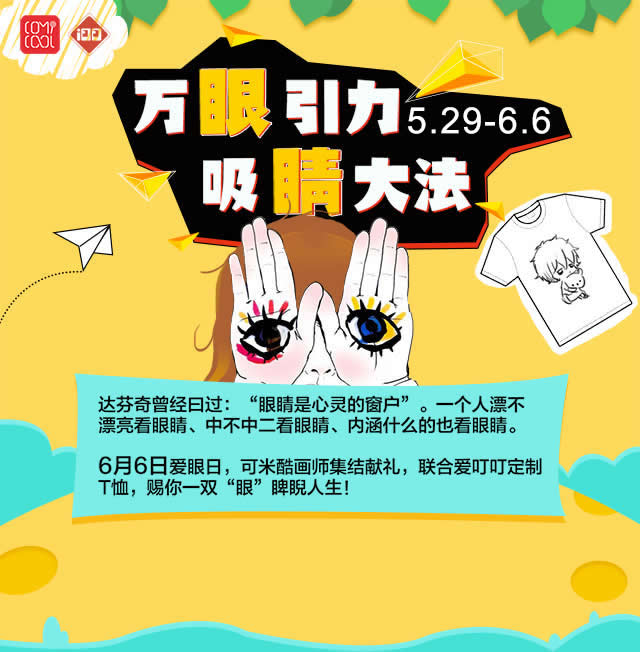 COMI
COOL
万眼引力5.29-6.6
吸睛大法
达芬奇曾经曰过：“眼睛是心灵的窗户”。一个人漂不
漂亮看眼睛、中不中二看眼睛、内涵什么的也看眼睛。
6月6日爱眼日，可米酷画师集结献礼，联合爱叮叮定制
T恤，赐你一双“眼”睥睨人生！